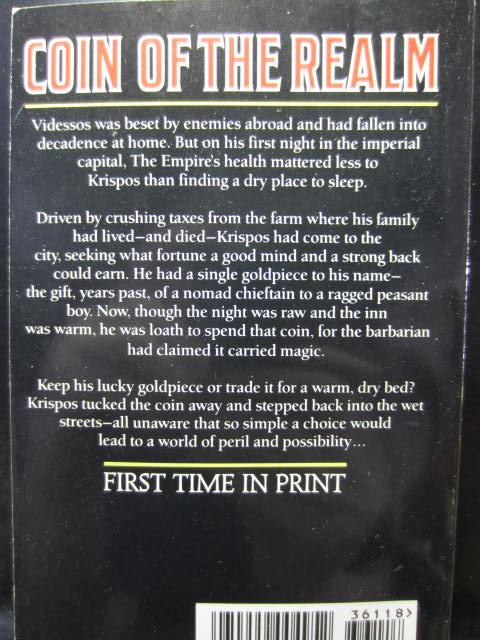 COIN OF THE REALM
Videssos was beset by enemies abroad and had fallen into
decadence at home. But on his first night in the imperial
capital, The Empire's health mattered less to
Krispos than finding a dry place to sleep.
Driven by crushing taxes from the farm where his family
had lived—and died—Krispos had come to the
city, seeking what fortune a good mind and a strong back
could earn. He had a single goldpiece to his name—
the gift, years past, of a nomad chieftain to a ragged peasant
boy. Now, though the night was raw and the inn
was warm, he was loath to spend that coin, for the barbarian
had claimed it carried magic.
Keep his lucky goldpiece or trade it for a warm, dry bed?
Krispos tucked the coin away and stepped back into the wet
streets—all unaware that so simple a choice would
lead to a world of peril and possibility...
FIRST TIME IN PRINT
36118>